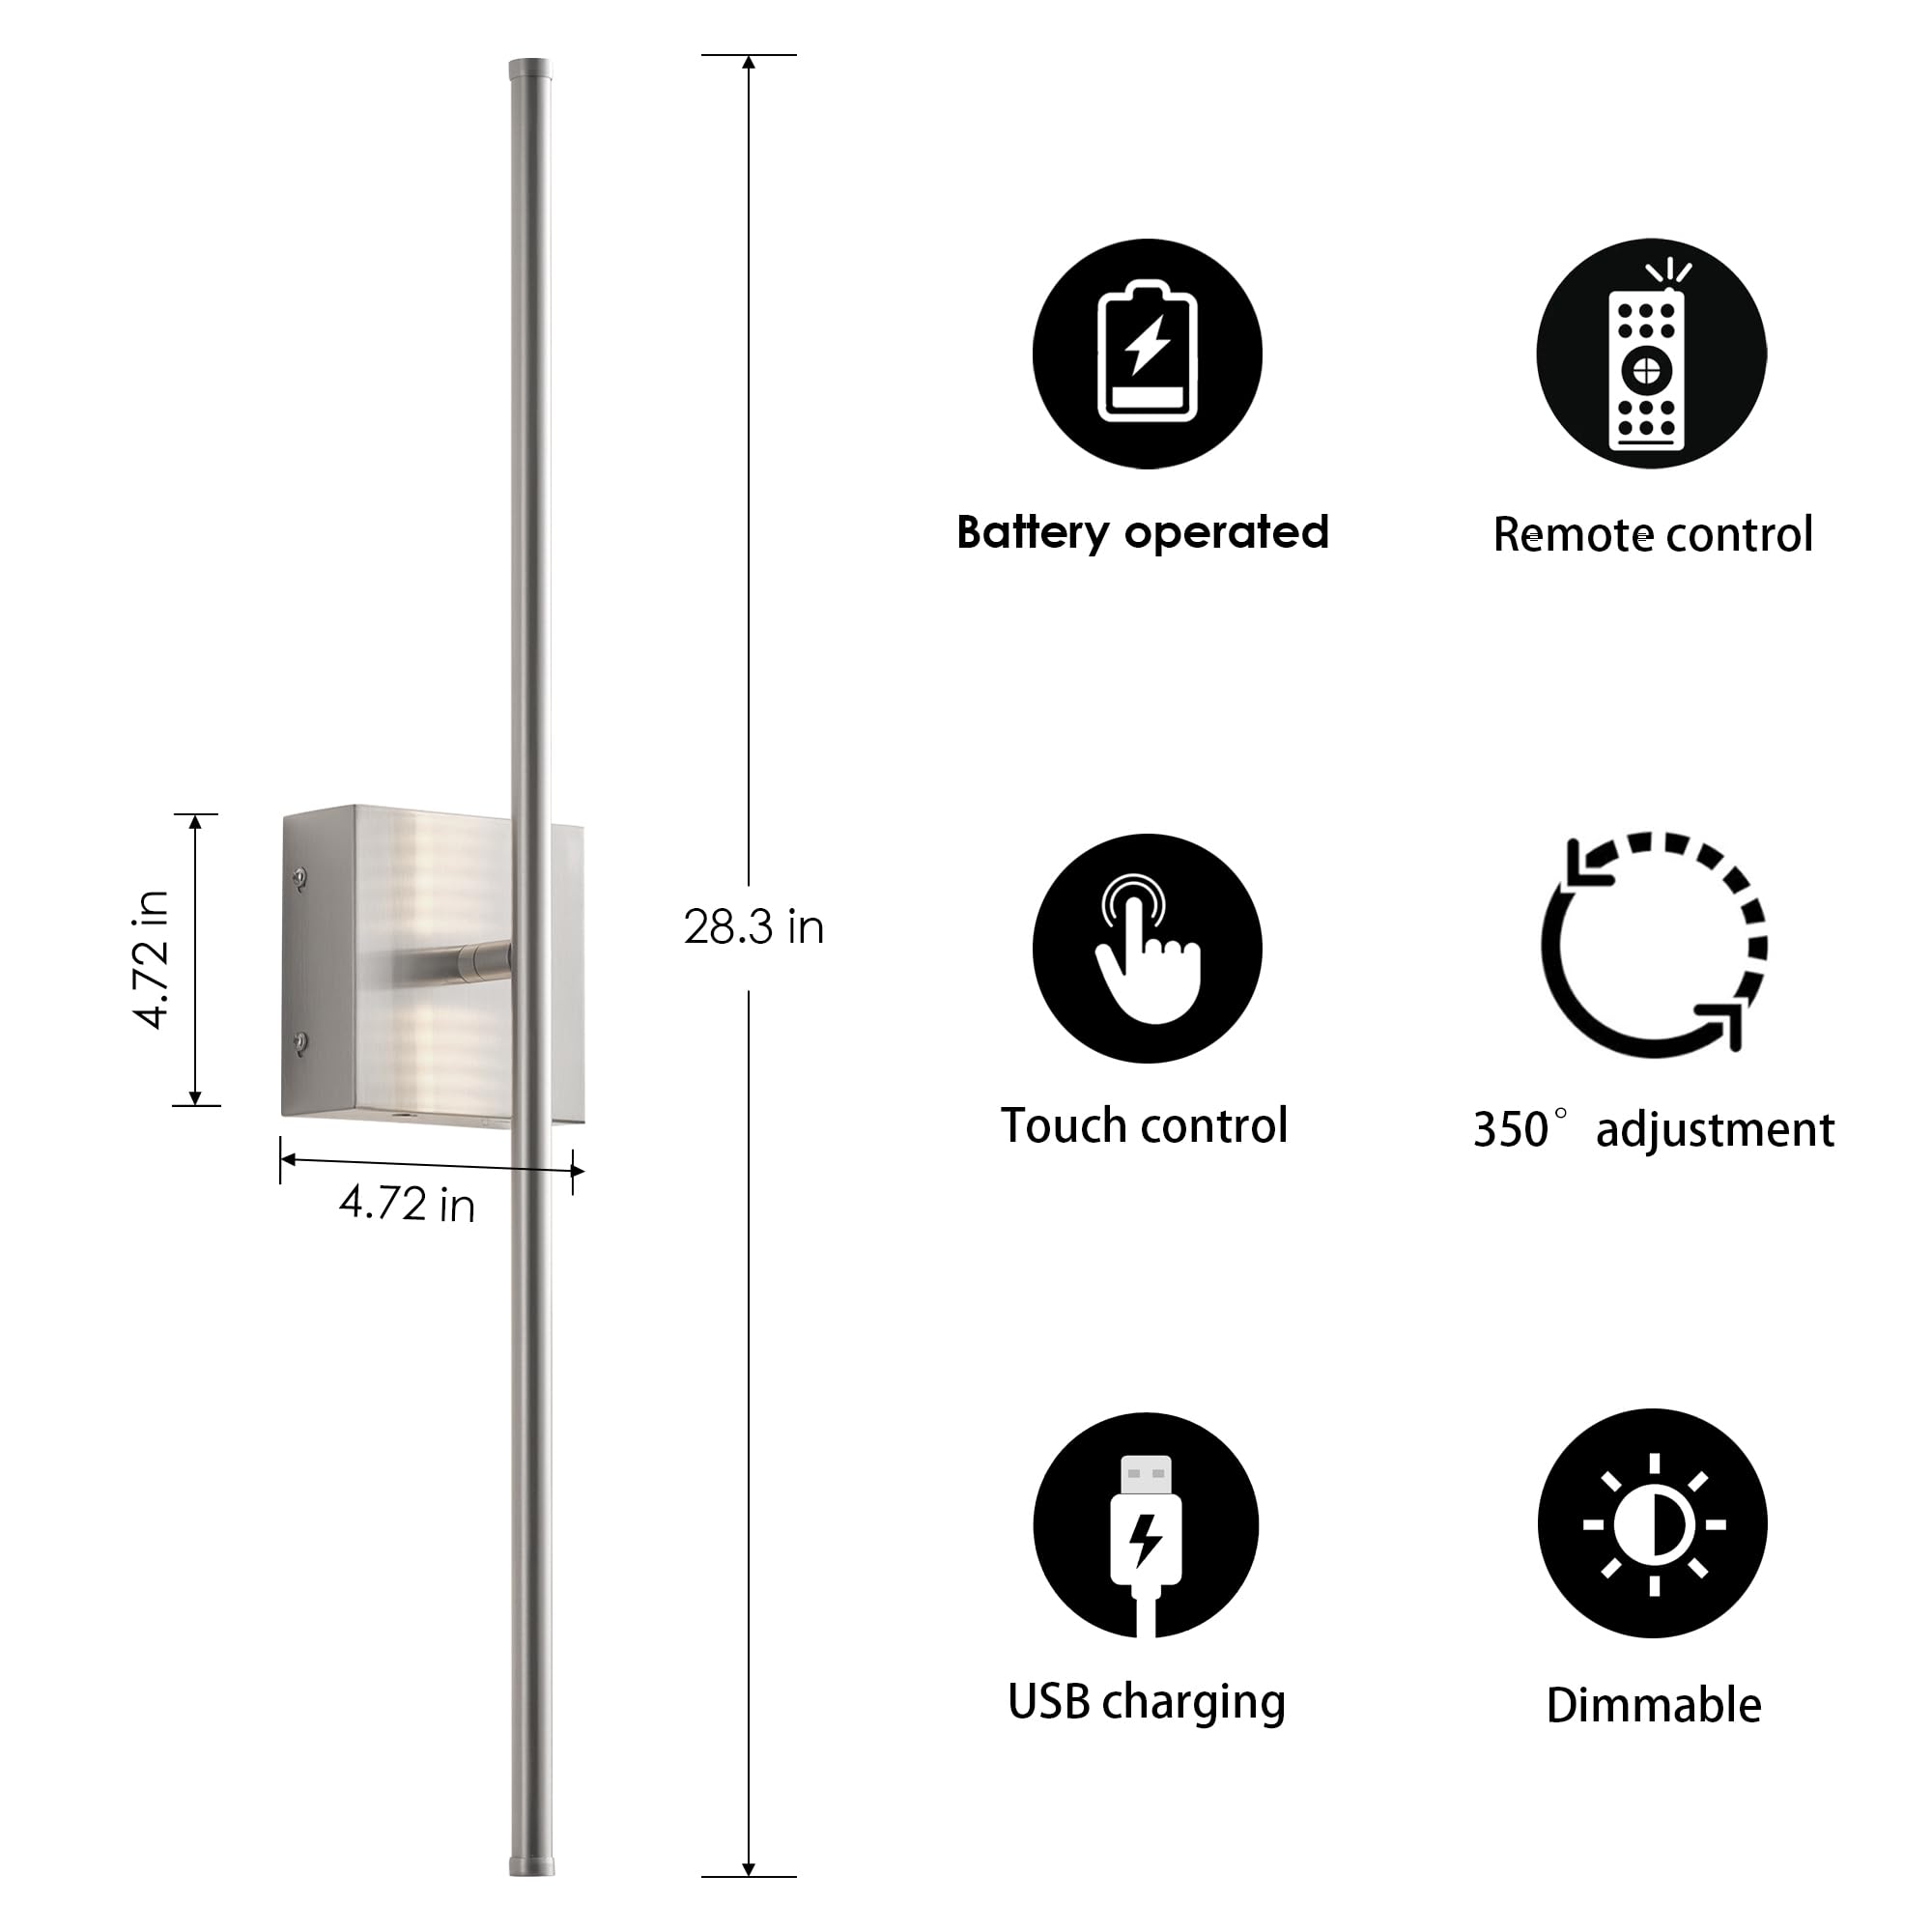 Battery operated
Remote control
4.72 in
28.3 in
4.72 in
Touch control
350° adjustment
USB charging
Dimmable